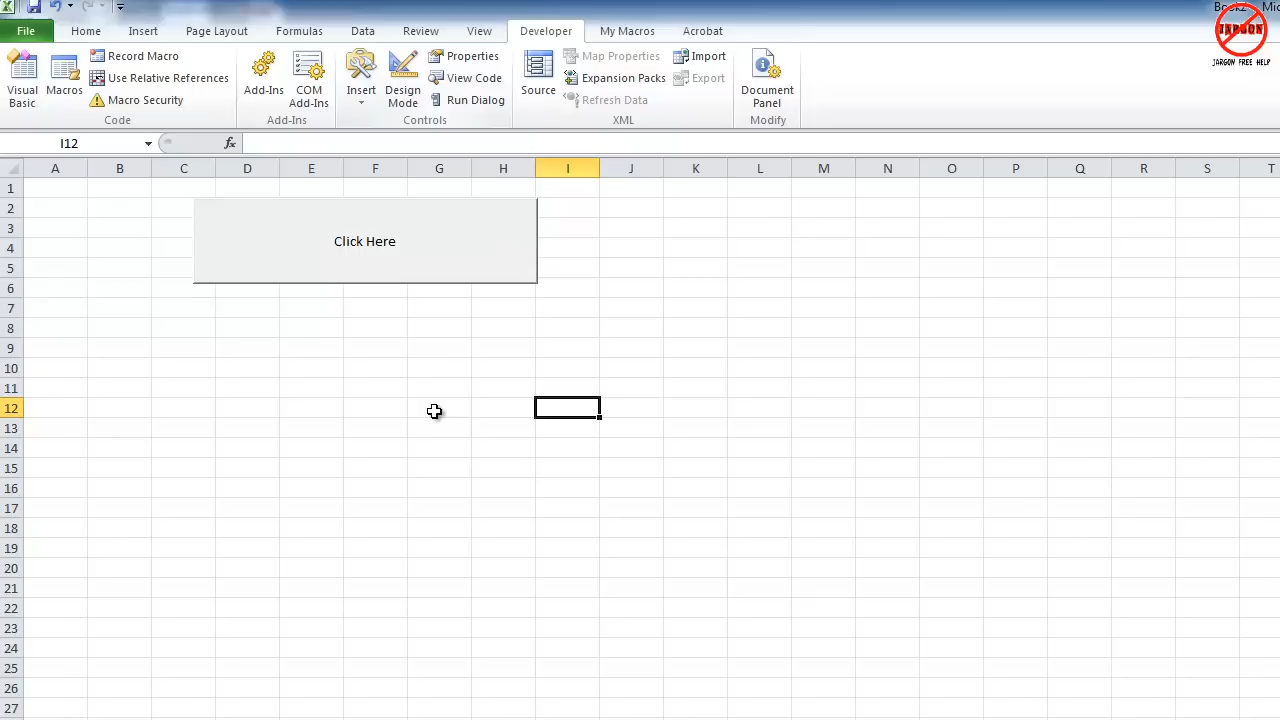 Book2 - Mic
JARGON
JARGON FREE HELP
File Home Insert Page Layout Formulas Data Review View Developer My Macros Acrobat
Visual Basic
Macros
Record Macro
Use Relative References
Macro Security
Code
Add-Ins
COM Add-Ins
Add-Ins
Insert
Design Mode
Properties
View Code
Run Dialog
Controls
Source
Map Properties
Expansion Packs
Refresh Data
Import
Export
XML
Document Panel
Modify
I12
fx
A B C D E F G H I J K L M N O P Q R S T
1
2
3
Click Here
4
5
6
7
8
9
10
11
12
13
14
15
16
17
18
19
20
21
22
23
24
25
26
27